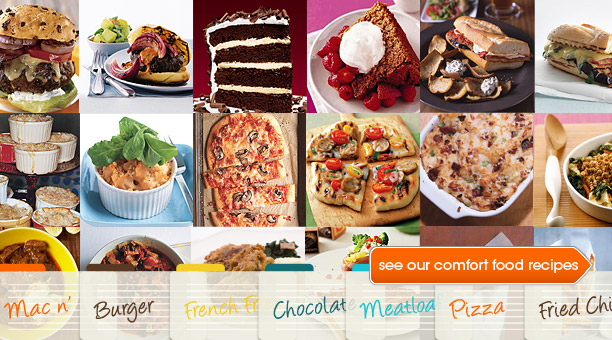 see our comfort food recipes
Mac n'
Burger
French Fr
Chocolate
Meatloa
Pizza
Fried Chi